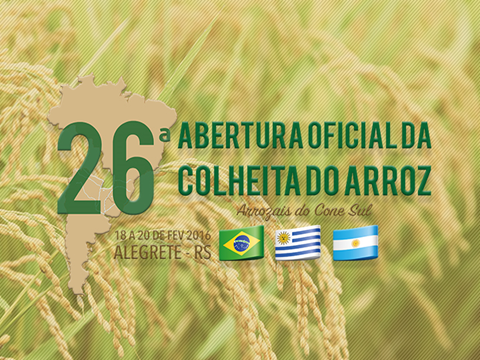 26ª ABERTURA OFICIAL DA
COLHEITA DO ARROZ
Arrozais do Cone Sul
18 A 20 DE FEV 2016
ALEGRETE - RS